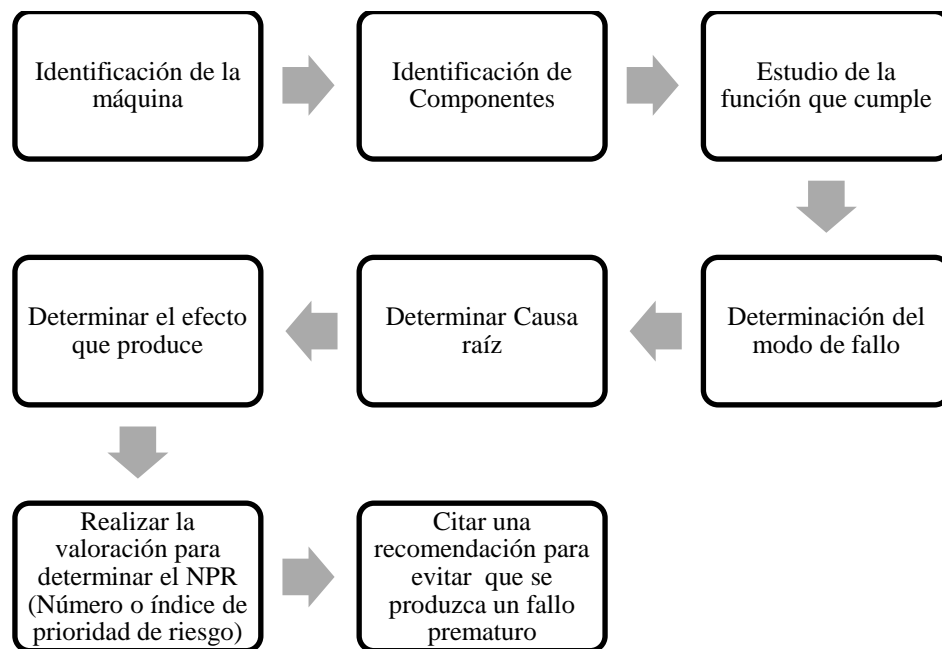 Identificación de la
máquina
Identificación de
Componentes
Estudio de la
función que cumple
Determinación del
modo de fallo
Determinar Causa
raíz
Determinar el efecto
que produce
Realizar la
valoración para
determinar el NPR
(Número o índice de
prioridad de riesgo)
Citar una
recomendación para
evitar que se
produzca un fallo
prematuro